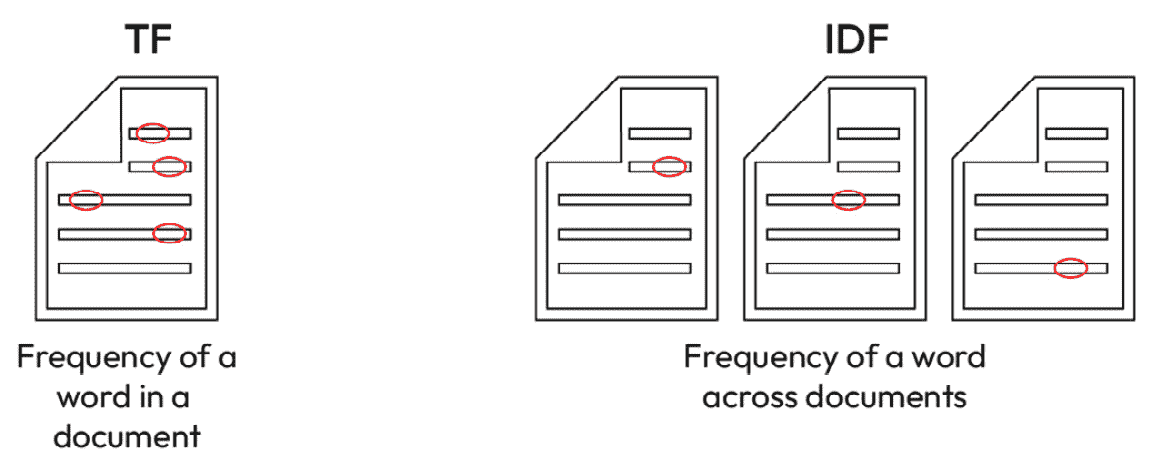 TF
Frequency of a
word in a
document
IDF
Frequency of a word
across documents